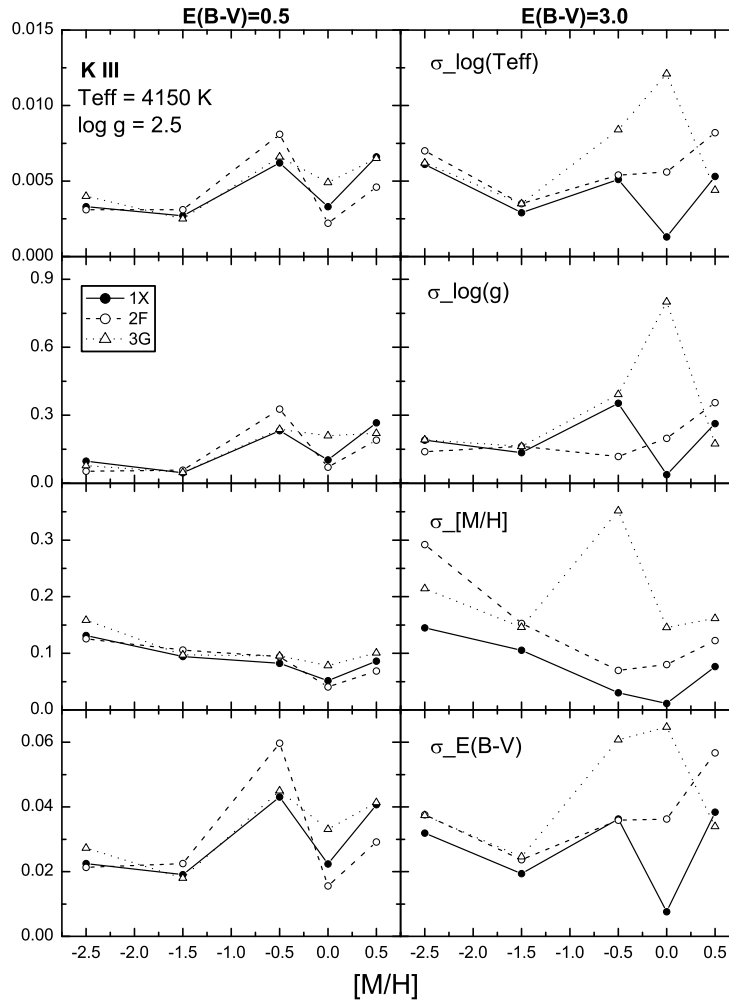 E(B-V)=0.5
E(B-V)=3.0
0.015
0.010
0.005
0.000
K III
Teff = 4150 K
log g = 2.5
σ_log(Teff)
0.9
0.6
0.3
0.0
1X
2F
3G
σ_log(g)
0.3
0.2
0.1
0.0
σ_[M/H]
0.06
0.04
0.02
0.00
σ_E(B-V)
-2.5 -2.0 -1.5 -1.0 -0.5 0.0 0.5
-2.5 -2.0 -1.5 -1.0 -0.5 0.0 0.5
[M/H]